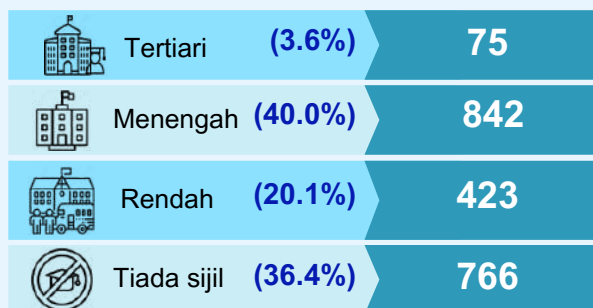 Tertiari (3.6%) 75
Menengah (40.0%) 842
Rendah (20.1%) 423
Tiada sijil (36.4%) 766